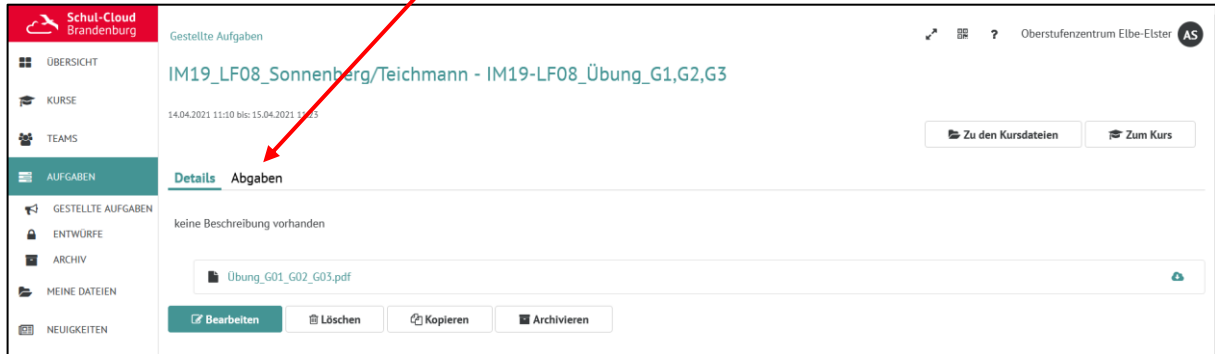 Schul-Cloud
Brandenburg
Gestellte Aufgaben
? Oberstufenzentrum Elbe-Elster AS
ÜBERSICHT
KURSE
TEAMS
AUFGABEN
GESTELLTE AUFGABEN
ENTWÜRFE
ARCHIV
MEINE DATEIEN
NEUIGKEITEN
IM19_LF08_Sonnenberg/Teichmann - IM19-LF08_Übung_G1,G2,G3
14.04.2021 11:10 bis: 15.04.2021 11:23
Zu den Kursdateien Zum Kurs
Details Abgaben
keine Beschreibung vorhanden
Übung_G01_G02_G03.pdf
Bearbeiten Löschen Kopieren Archivieren